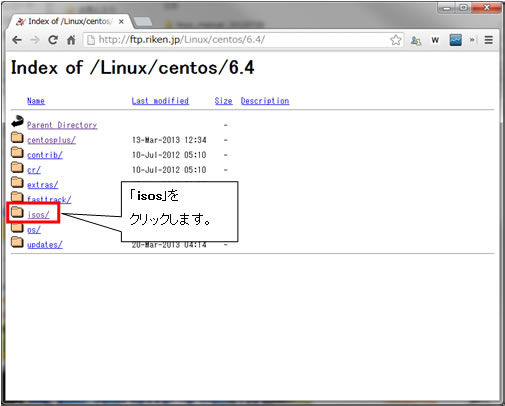 Index of /Linux/centos/6.4
http://ftp.riken.jp/Linux/centos/6.4/
Index of /Linux/centos/6.4
Name Last modified Size Description
Parent Directory -
centosplus/ 13-Mar-2013 12:34 -
contrib/ 10-Jul-2012 05:10 -
cr/ 10-Jul-2012 05:10 -
extras/
fasttrack/
isos/
os/
updates/ 20-Mar-2013 04:14 -
「isos」を
クリックします。